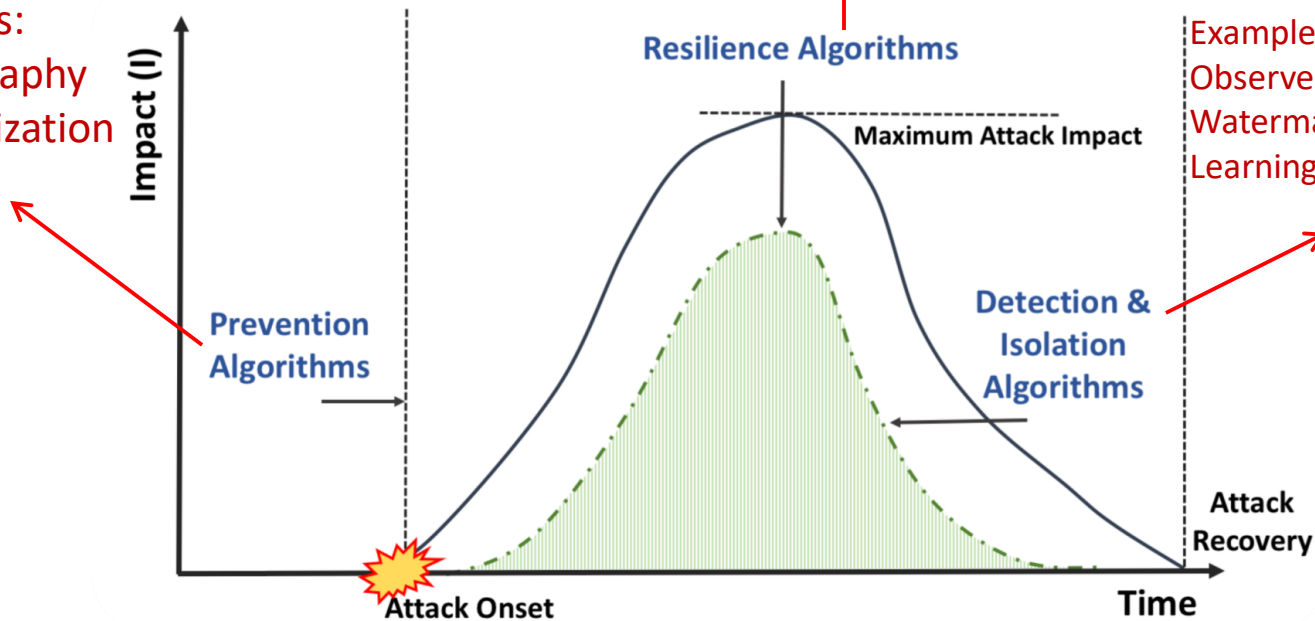 s:
aphy
ization
Impact (I)
Resilience Algorithms
Maximum Attack Impact
Example
Observe
Waterma
Learning
Prevention
Algorithms
Detection &
Isolation
Algorithms
Attack
Recovery
Attack Onset
Time